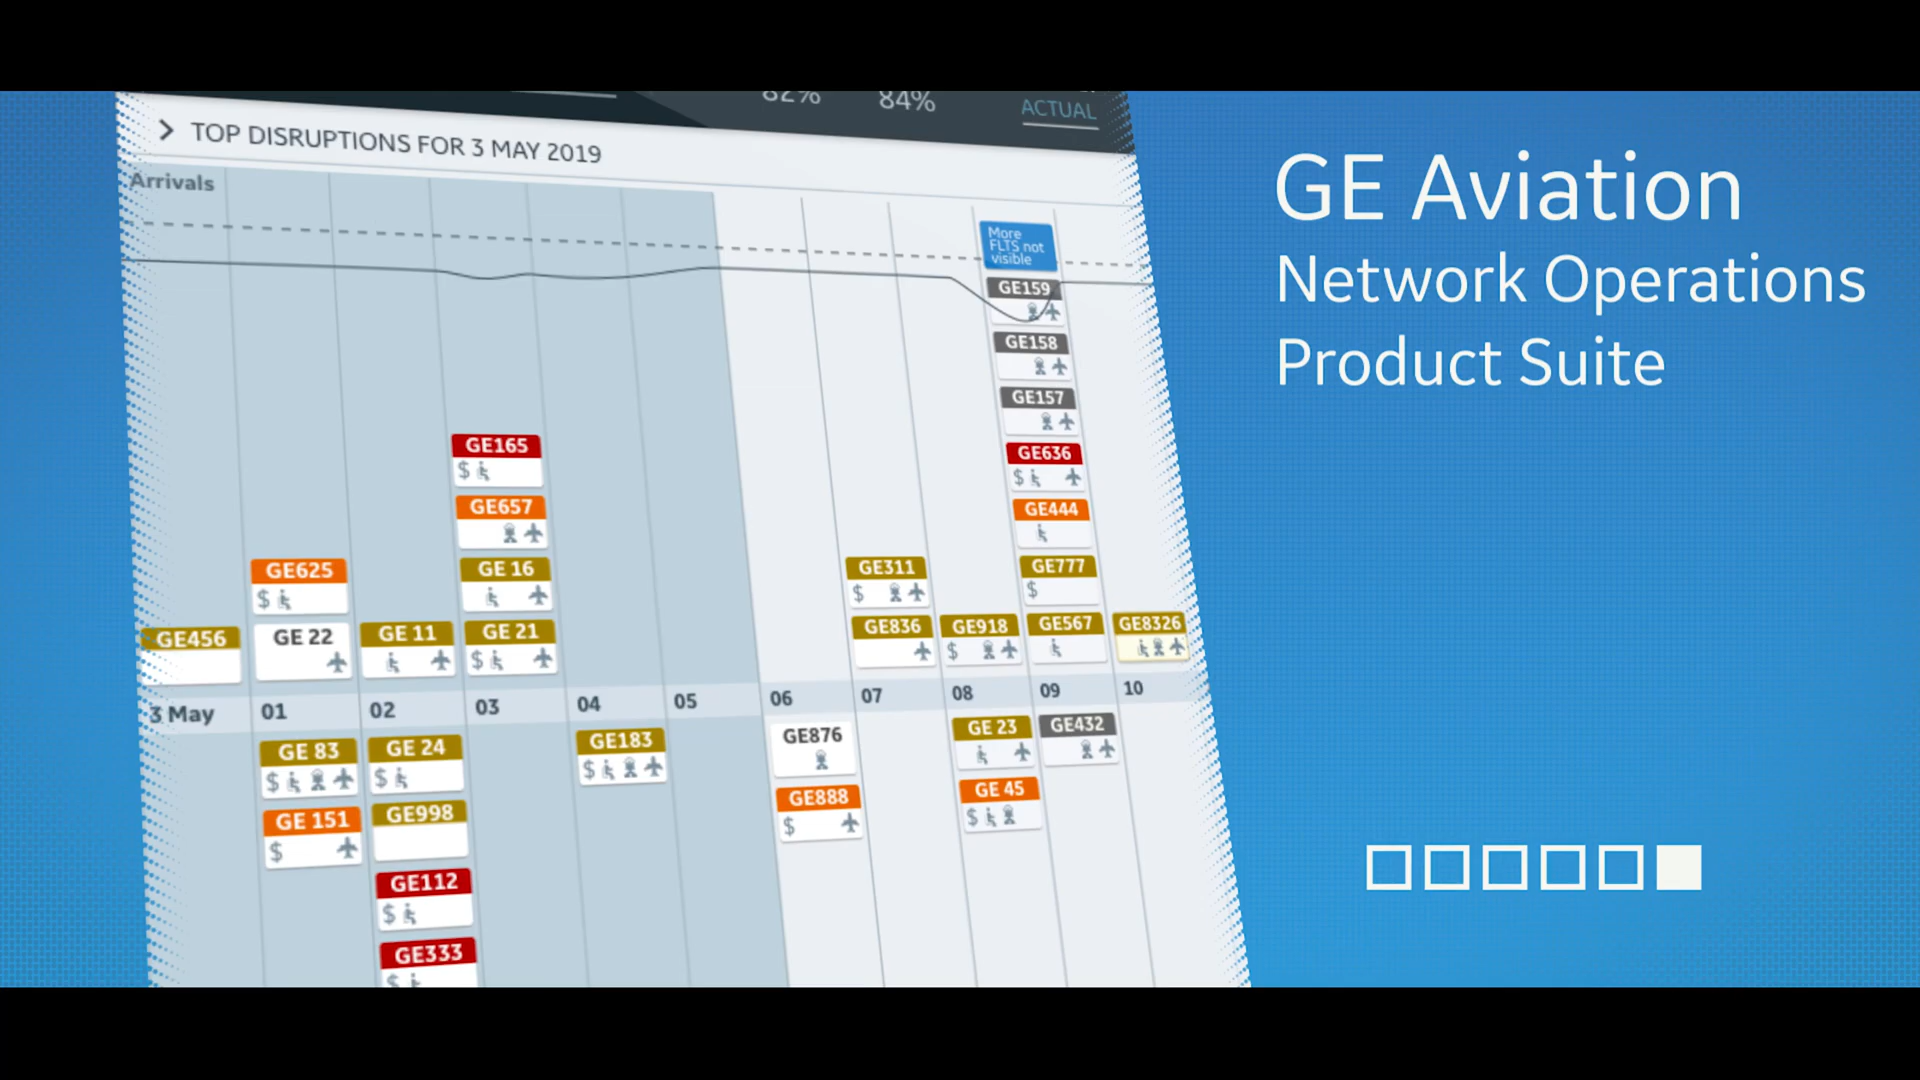 82%
84%
ACTUAL
TOP DISRUPTIONS FOR 3 MAY 2019
Arrivals
More
FLTS not
visible
GE159
GE158
GE157
GE165
GE636
GE657
GE444
GE625
GE 16
GE311
GE777
GE456
GE 22
GE 11
GE 21
GE836
GE918
GE567
GE8326
3 May 01 02 03 04 05 06 07 08 09 10
GE 83
GE 24
GE183
GE876
GE 23
GE432
GE 151
GE998
GE888
GE 45
GE112
GE333
GE Aviation
Network Operations
Product Suite